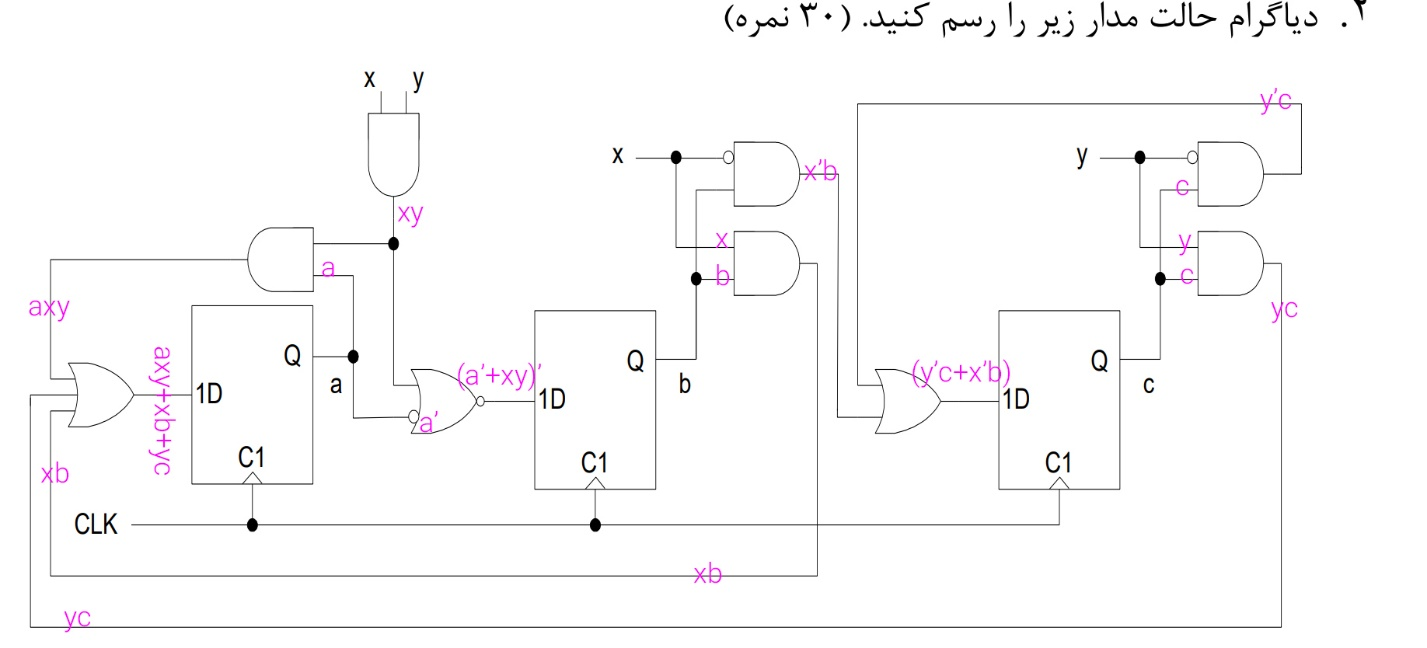 ۲. دیاگرام حالت مدار زیر را رسم کنید. (۳۰ نمره)
x y
x
y
y'c
x'b
c
xy
x
y
a
b
c
axy
yc
Q
Q
Q
a
b
c
(a'+xy)'
(y'c+x'b)
axy+xb+yc
1D
1D
1D
a'
C1
C1
C1
xb
CLK
xb
yc